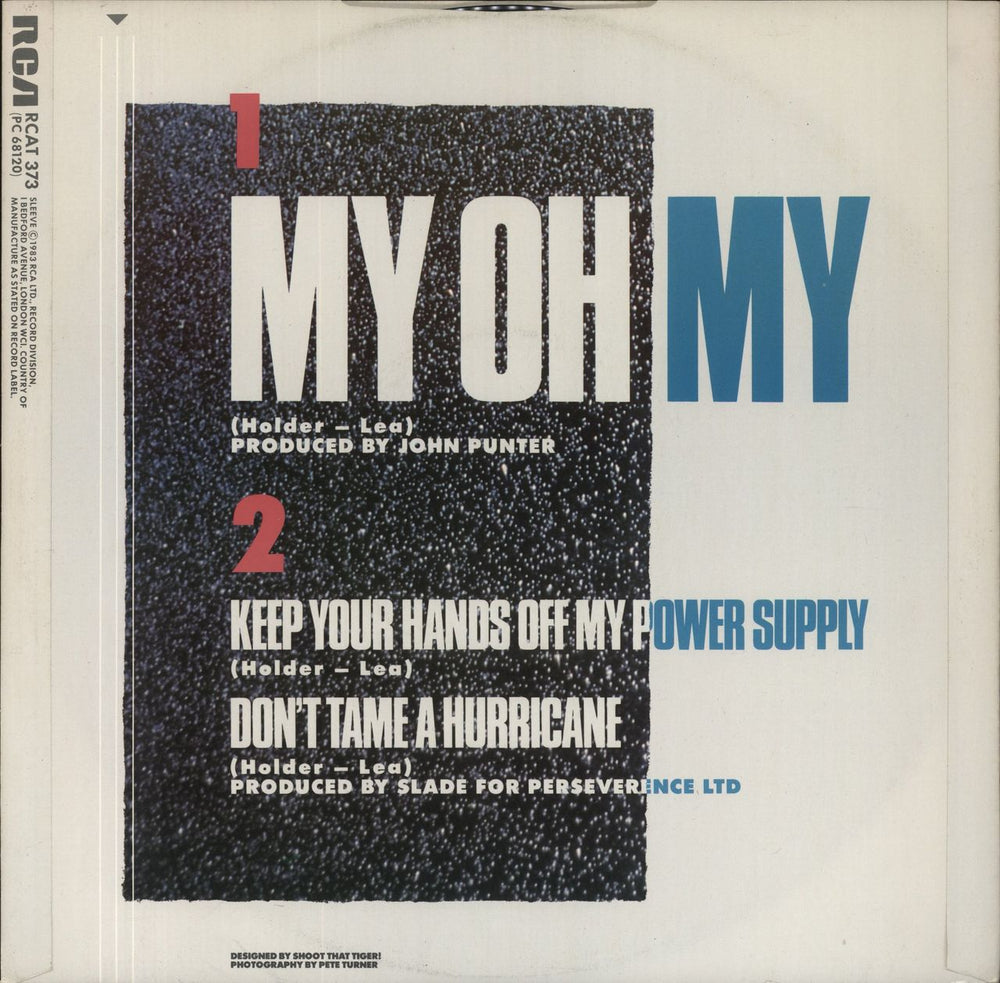 RCA RCAT 373
(PC 68120)
SLEEVE ©1983 RCA LTD., RECORD DIVISION,
1 BEDFORD AVENUE, LONDON WC1. COUNTRY OF
MANUFACTURE AS STATED ON RECORD LABEL.
1
MY OH MY
(Holder – Lea)
PRODUCED BY JOHN PUNTER
2
KEEP YOUR HANDS OFF MY POWER SUPPLY
(Holder – Lea)
DON'T TAME A HURRICANE
(Holder – Lea)
PRODUCED BY SLADE FOR PERSEVERENCE LTD
DESIGNED BY SHOOT THAT TIGER!
PHOTOGRAPHY BY PETE TURNER